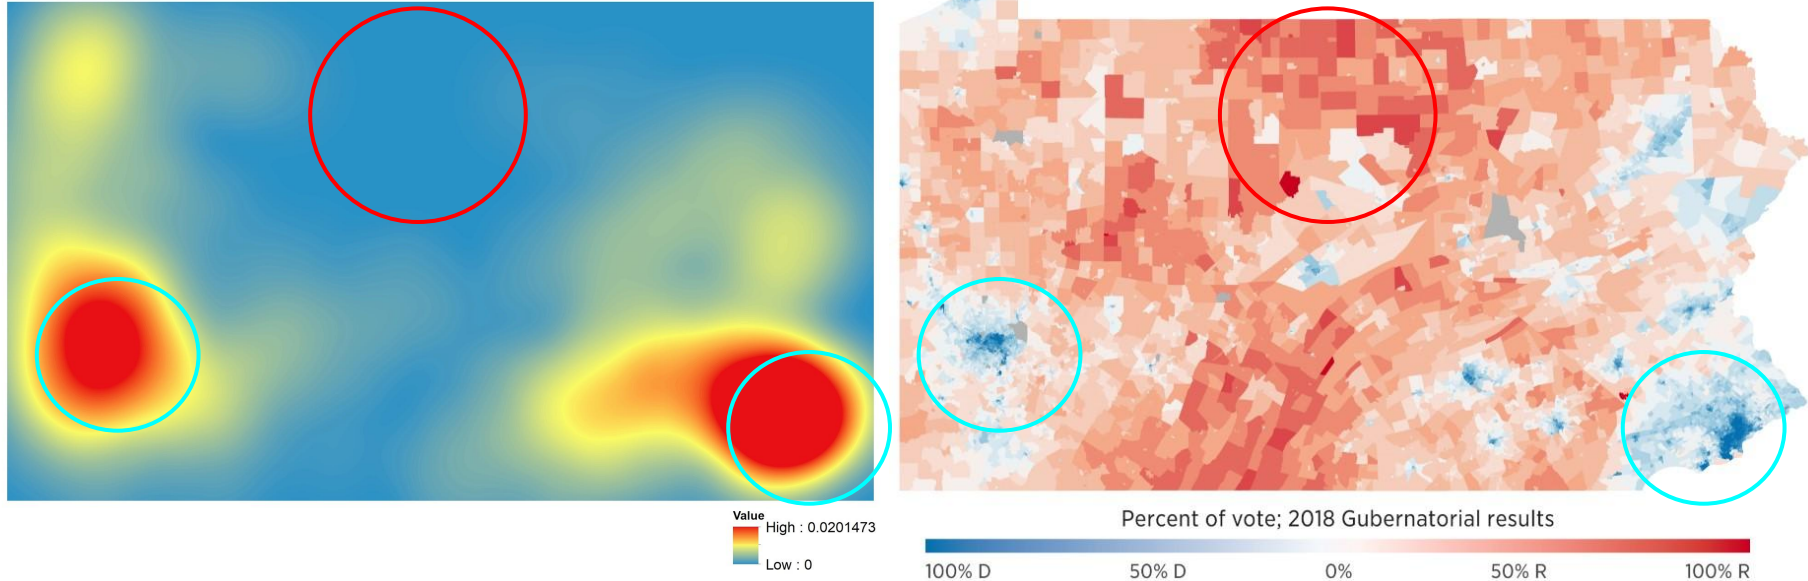 Value
High : 0.0201473
Low : 0
Percent of vote; 2018 Gubernatorial results
100% D 50% D 0% 50% R 100% R